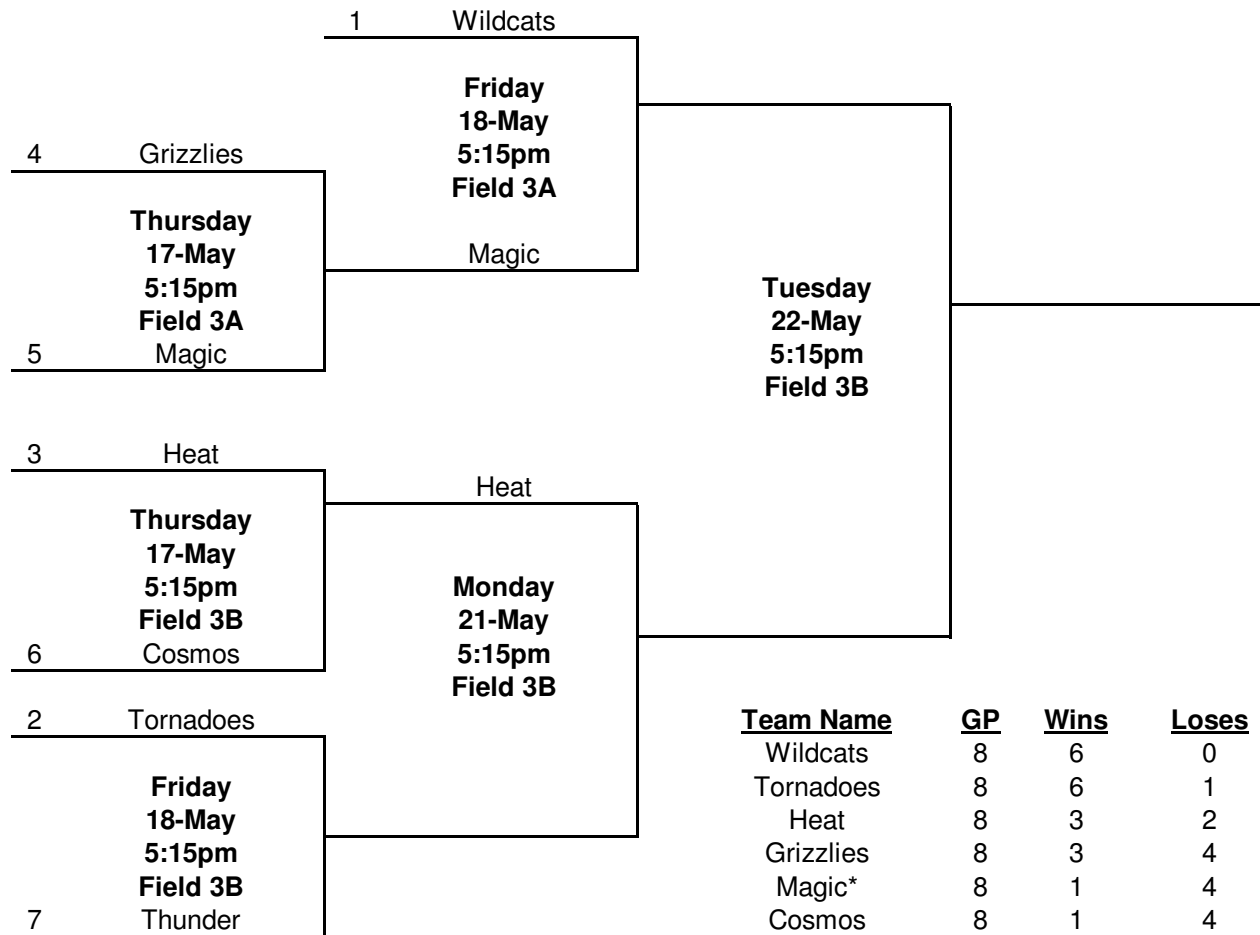 1 Wildcats
Friday
18-May
5:15pm
Field 3A
4 Grizzlies
Thursday
17-May
5:15pm
Field 3A
5 Magic
Magic
Tuesday
22-May
5:15pm
Field 3B
3 Heat
Thursday
17-May
5:15pm
Field 3B
6 Cosmos
Heat
Monday
21-May
5:15pm
Field 3B
2 Tornadoes
Friday
18-May
5:15pm
Field 3B
7 Thunder
Team Name GP Wins Loses
Wildcats 8 6 0
Tornadoes 8 6 1
Heat 8 3 2
Grizzlies 8 3 4
Magic* 8 1 4
Cosmos 8 1 4